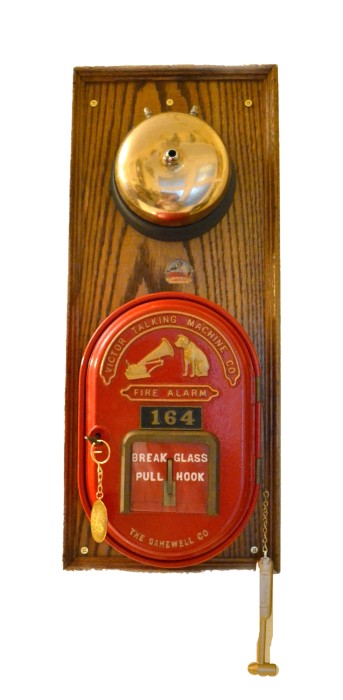 VICTOR TALKING MACHINE CO.
FIRE ALARM
164
BREAK GLASS
PULL HOOK
THE GAMEWELL CO